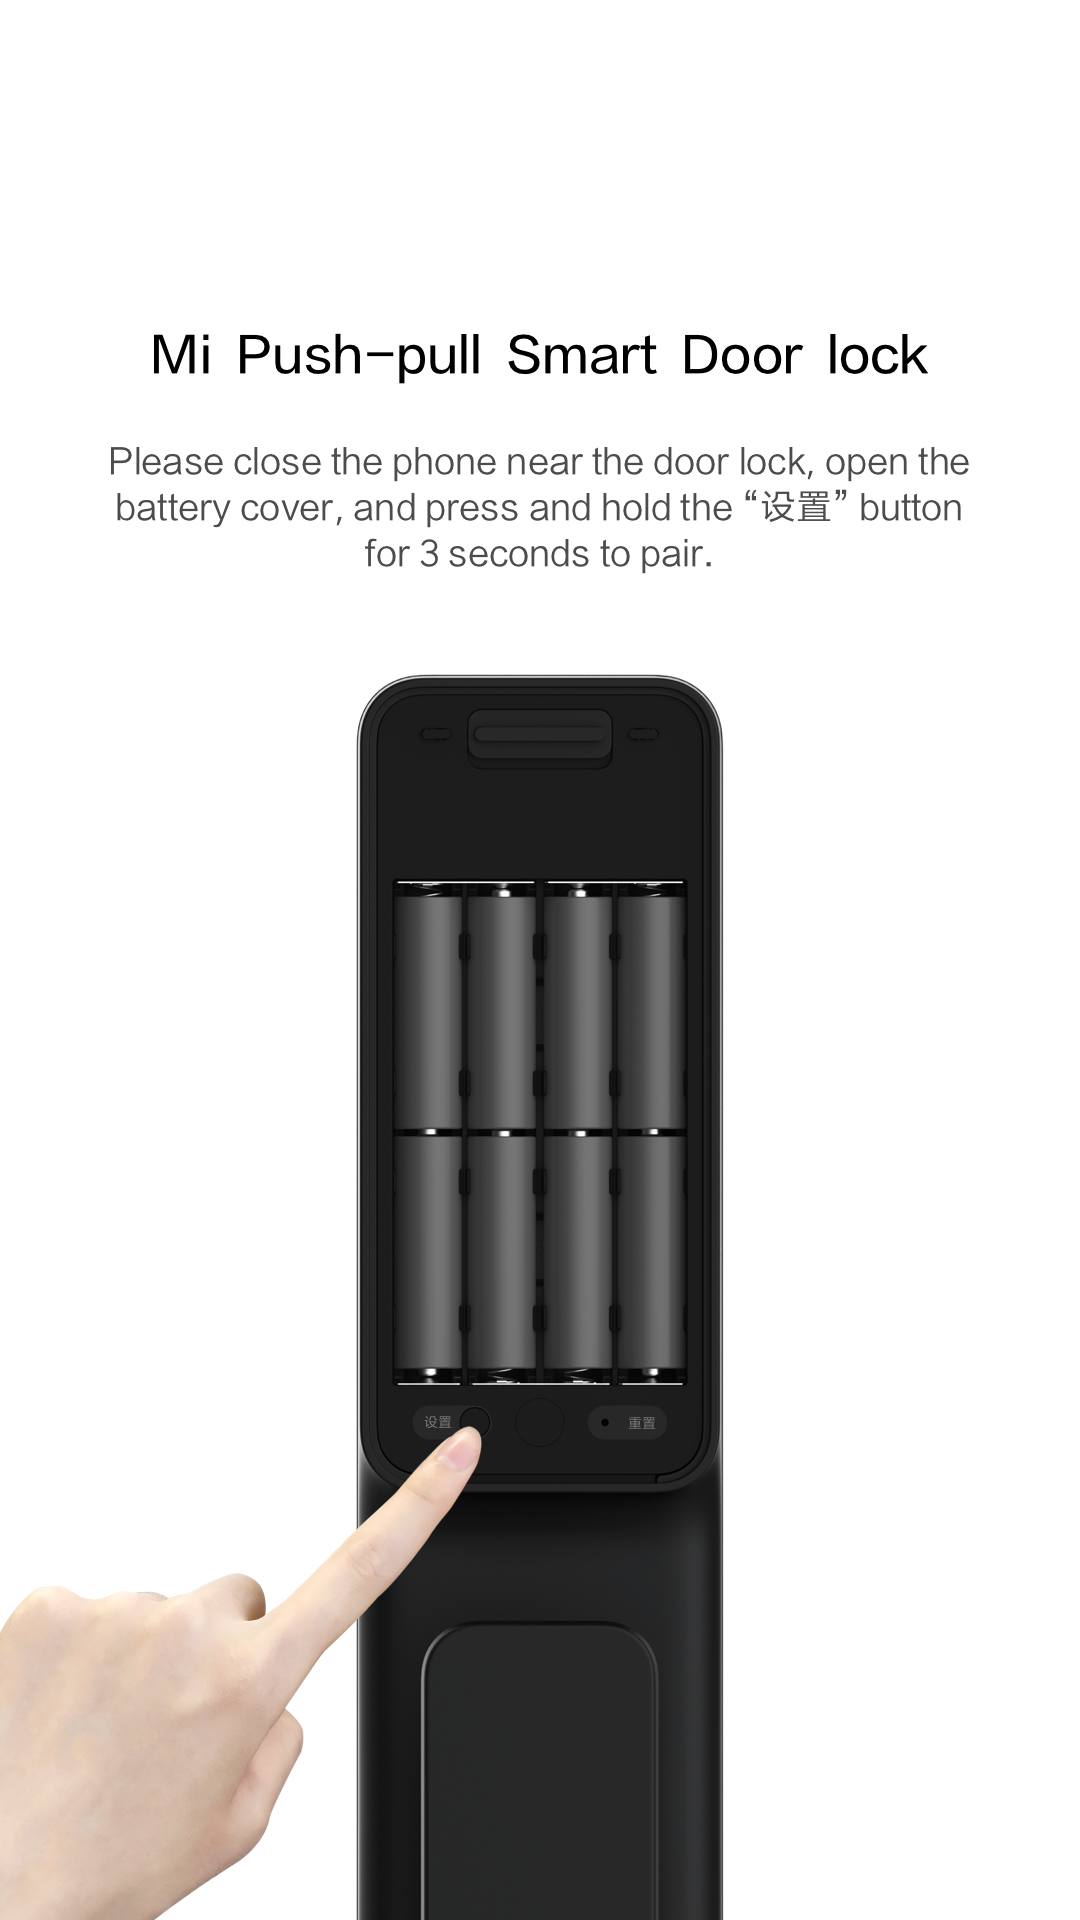 Mi Push-pull Smart Door lock
Please close the phone near the door lock, open the
battery cover, and press and hold the “设置” button
for 3 seconds to pair.
设置
重置